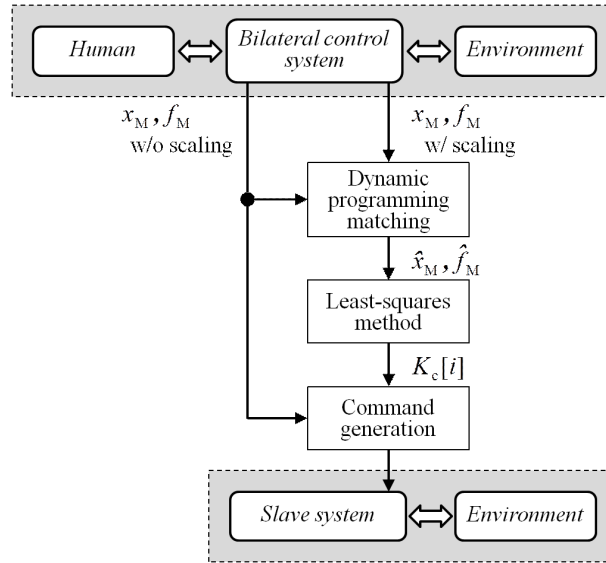 Human
Bilateral control
system
Environment
x_M, f_M
w/o scaling
x_M, f_M
w/ scaling
Dynamic
programming
matching
x̂_M, f̂_M
Least-squares
method
K_c[i]
Command
generation
Slave system
Environment